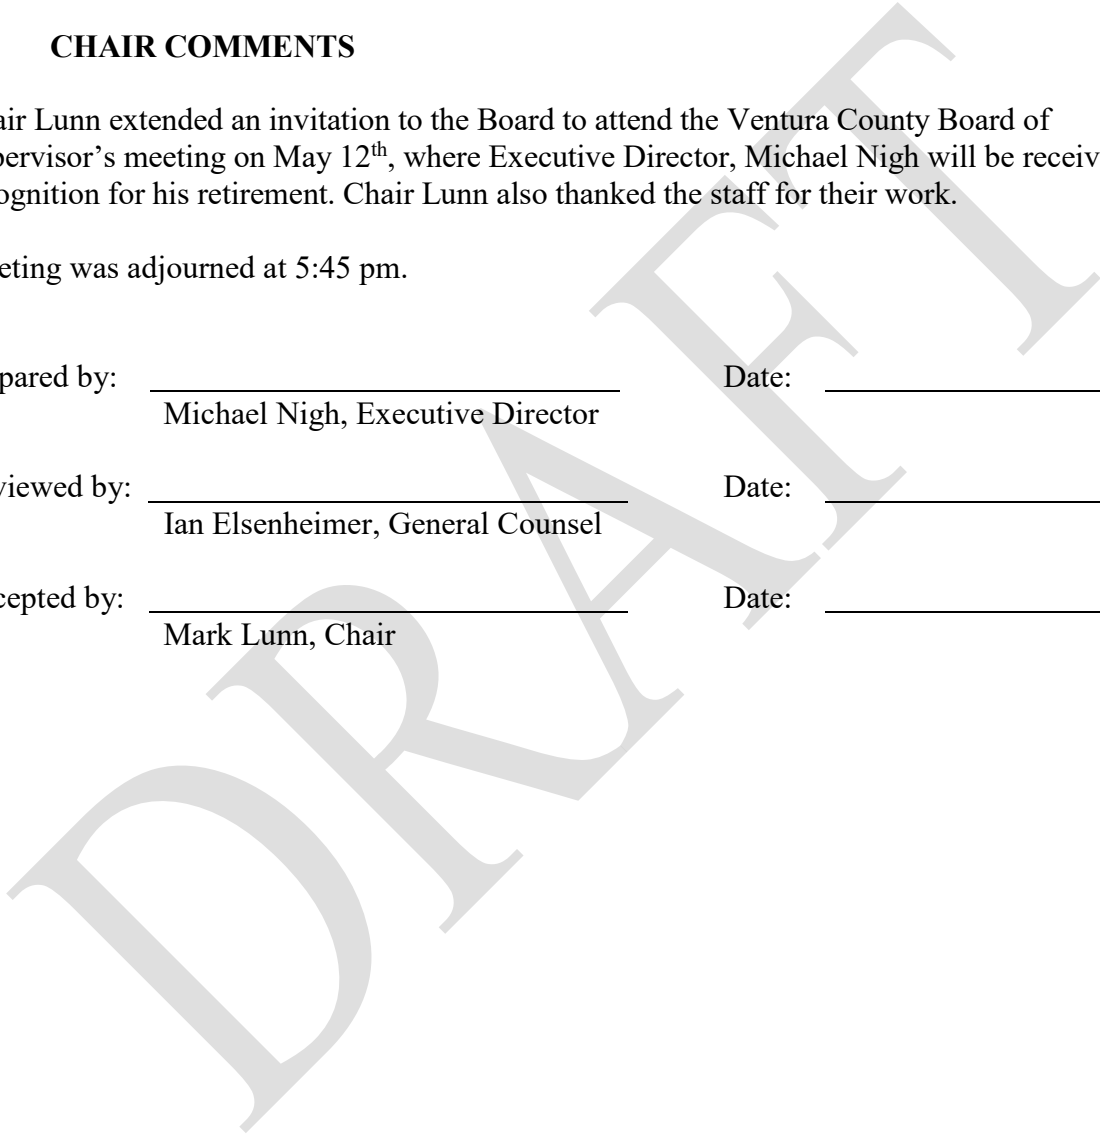 CHAIR COMMENTS
air Lunn extended an invitation to the Board to attend the Ventura County Board of
pervisor’s meeting on May 12th, where Executive Director, Michael Nigh will be receiv
ognition for his retirement. Chair Lunn also thanked the staff for their work.
eting was adjourned at 5:45 pm.
pared by: Date:
Michael Nigh, Executive Director
viewed by: Date:
Ian Elsenheimer, General Counsel
cepted by: Date:
Mark Lunn, Chair
DRAFT